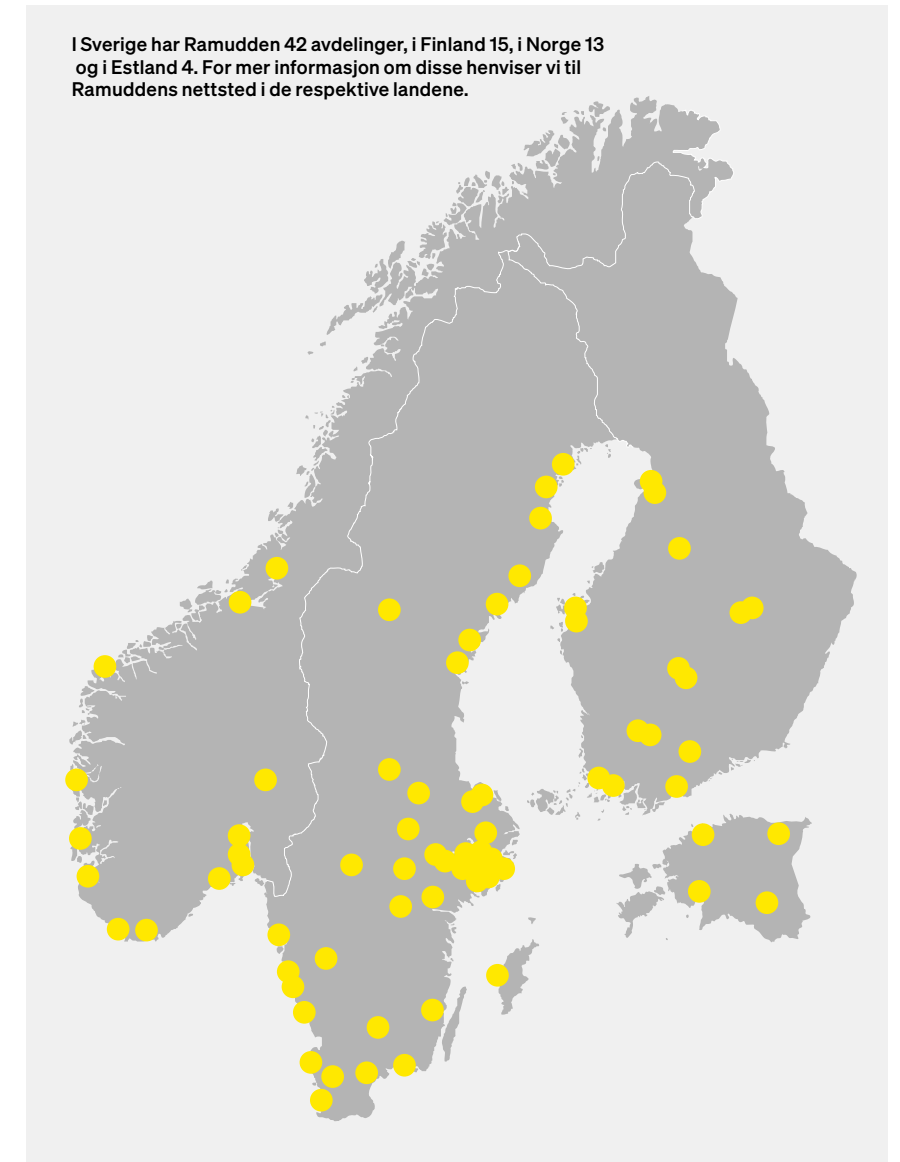 I Sverige har Ramudden 42 avdelinger, i Finland 15, i Norge 13
og i Estland 4. For mer informasjon om disse henviser vi til
Ramuddens nettsted i de respektive landene.